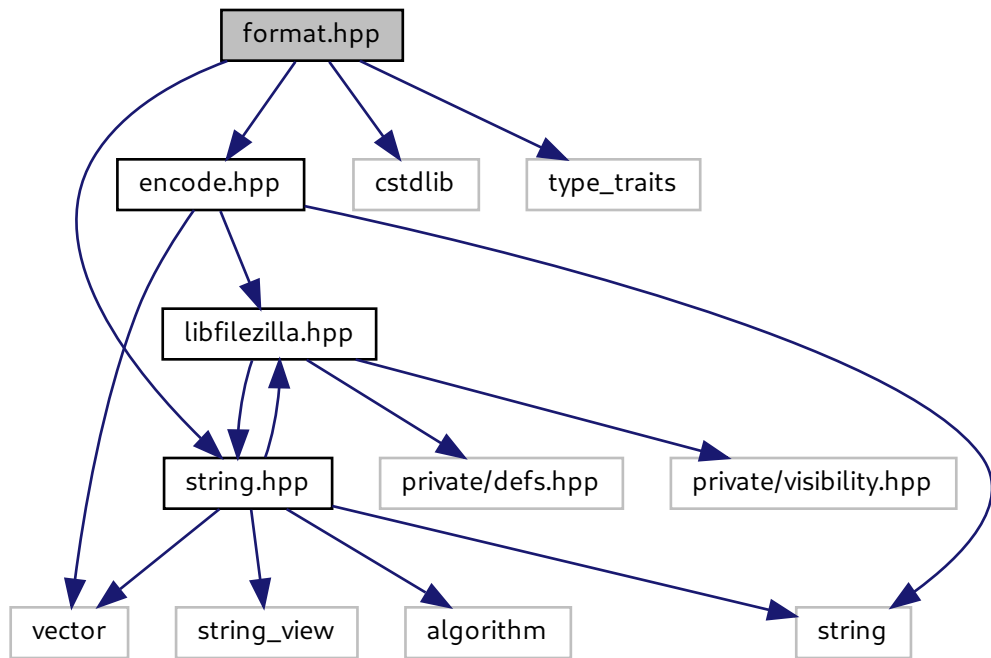 format.hpp
encode.hpp
cstdlib
type_traits
libfilezilla.hpp
string.hpp
private/defs.hpp
private/visibility.hpp
vector
string_view
algorithm
string